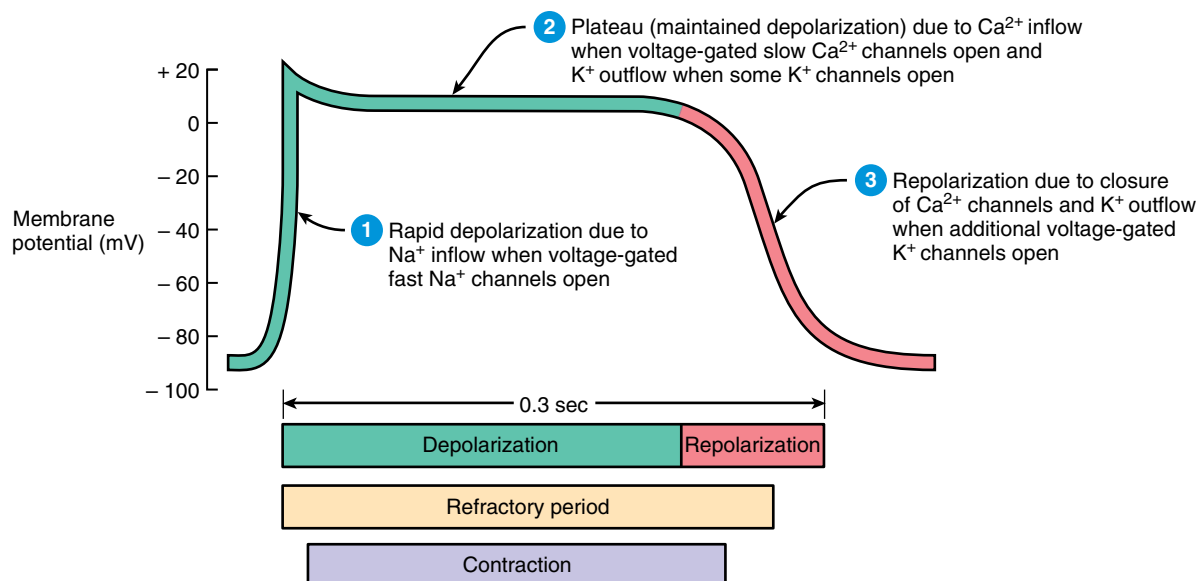 2 Plateau (maintained depolarization) due to Ca²⁺ inflow
when voltage-gated slow Ca²⁺ channels open and
K⁺ outflow when some K⁺ channels open
+ 20
0
– 20
– 40
– 60
– 80
– 100
Membrane
potential (mV)
1 Rapid depolarization due to
Na⁺ inflow when voltage-gated
fast Na⁺ channels open
3 Repolarization due to closure
of Ca²⁺ channels and K⁺ outflow
when additional voltage-gated
K⁺ channels open
0.3 sec
Depolarization
Repolarization
Refractory period
Contraction